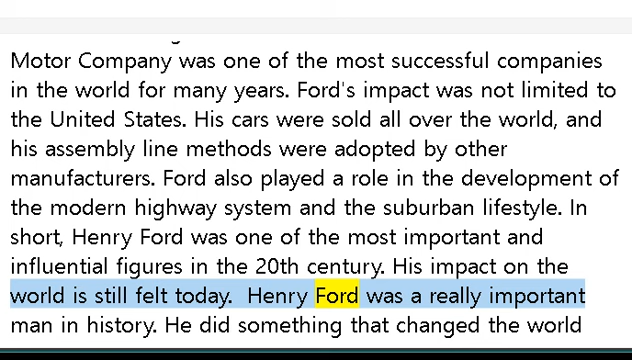 Motor Company was one of the most successful companies
in the world for many years. Ford's impact was not limited to
the United States. His cars were sold all over the world, and
his assembly line methods were adopted by other
manufacturers. Ford also played a role in the development of
the modern highway system and the suburban lifestyle. In
short, Henry Ford was one of the most important and
influential figures in the 20th century. His impact on the
world is still felt today.  Henry Ford was a really important
man in history. He did something that changed the world